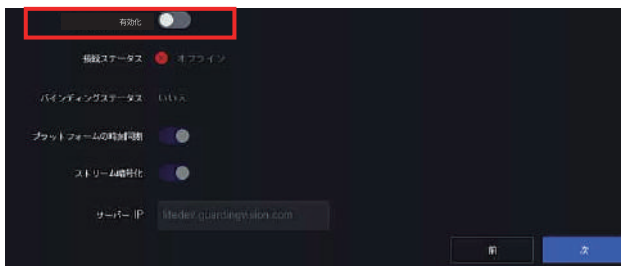 有効化
接続ステータス オフライン
バインディングステータス いいえ
プラットフォームの時刻同期
ストリーム暗号化
サーバー IP litedev.guardingvision.com
前 次